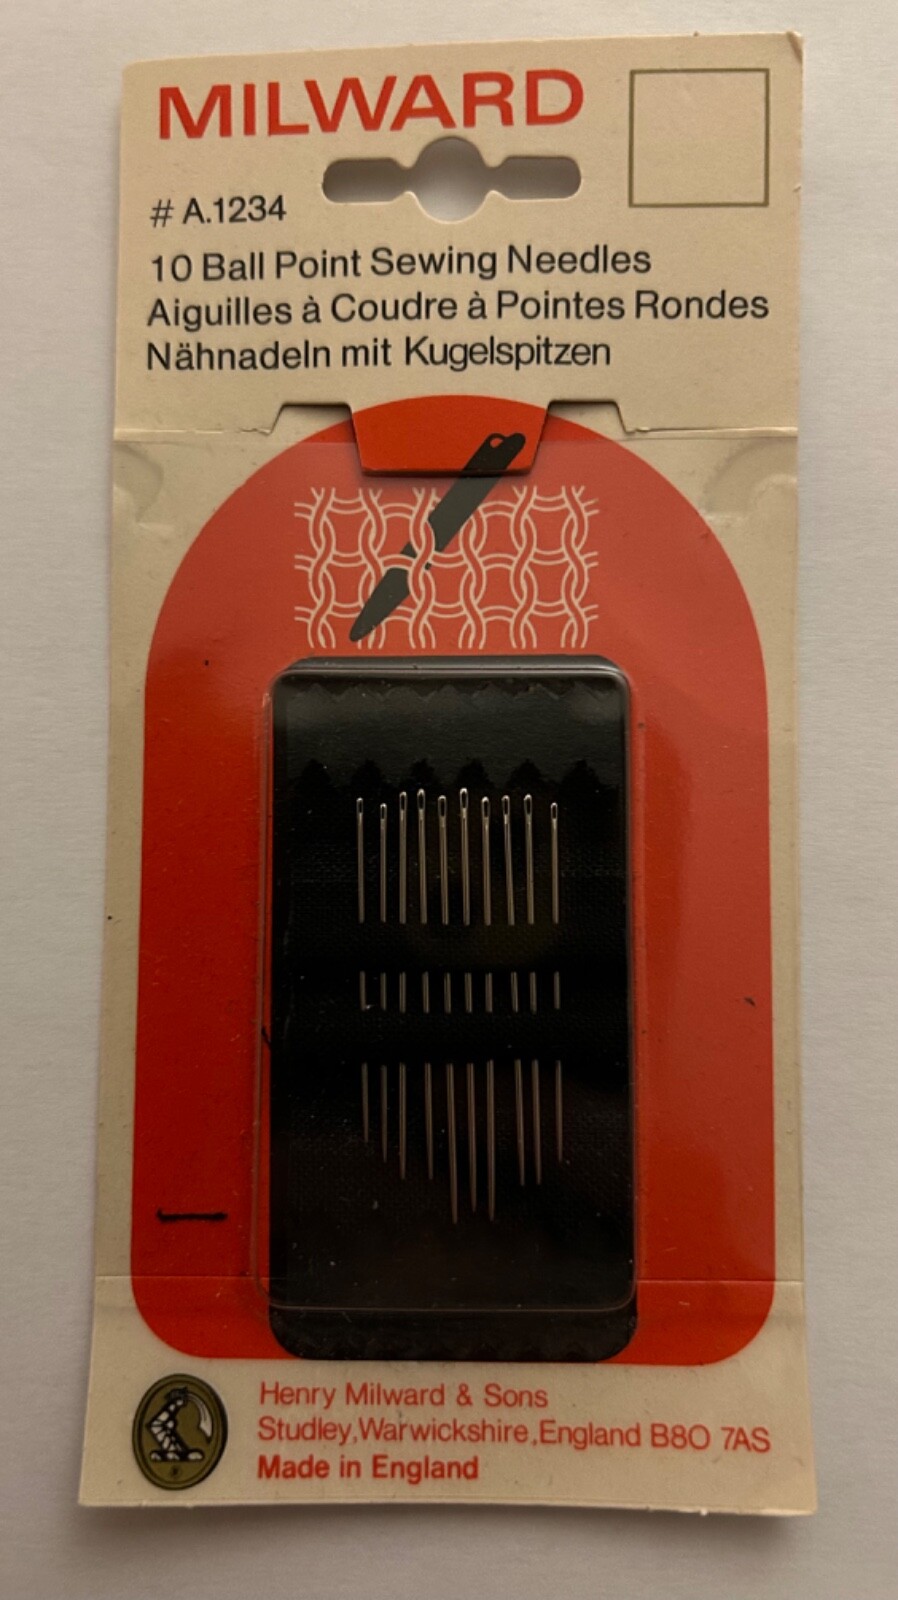 MILWARD
# A.1234
10 Ball Point Sewing Needles
Aiguilles à Coudre à Pointes Rondes
Nähnadeln mit Kugelspitzen
Henry Milward & Sons
Studley,Warwickshire,England B80 7AS
Made in England